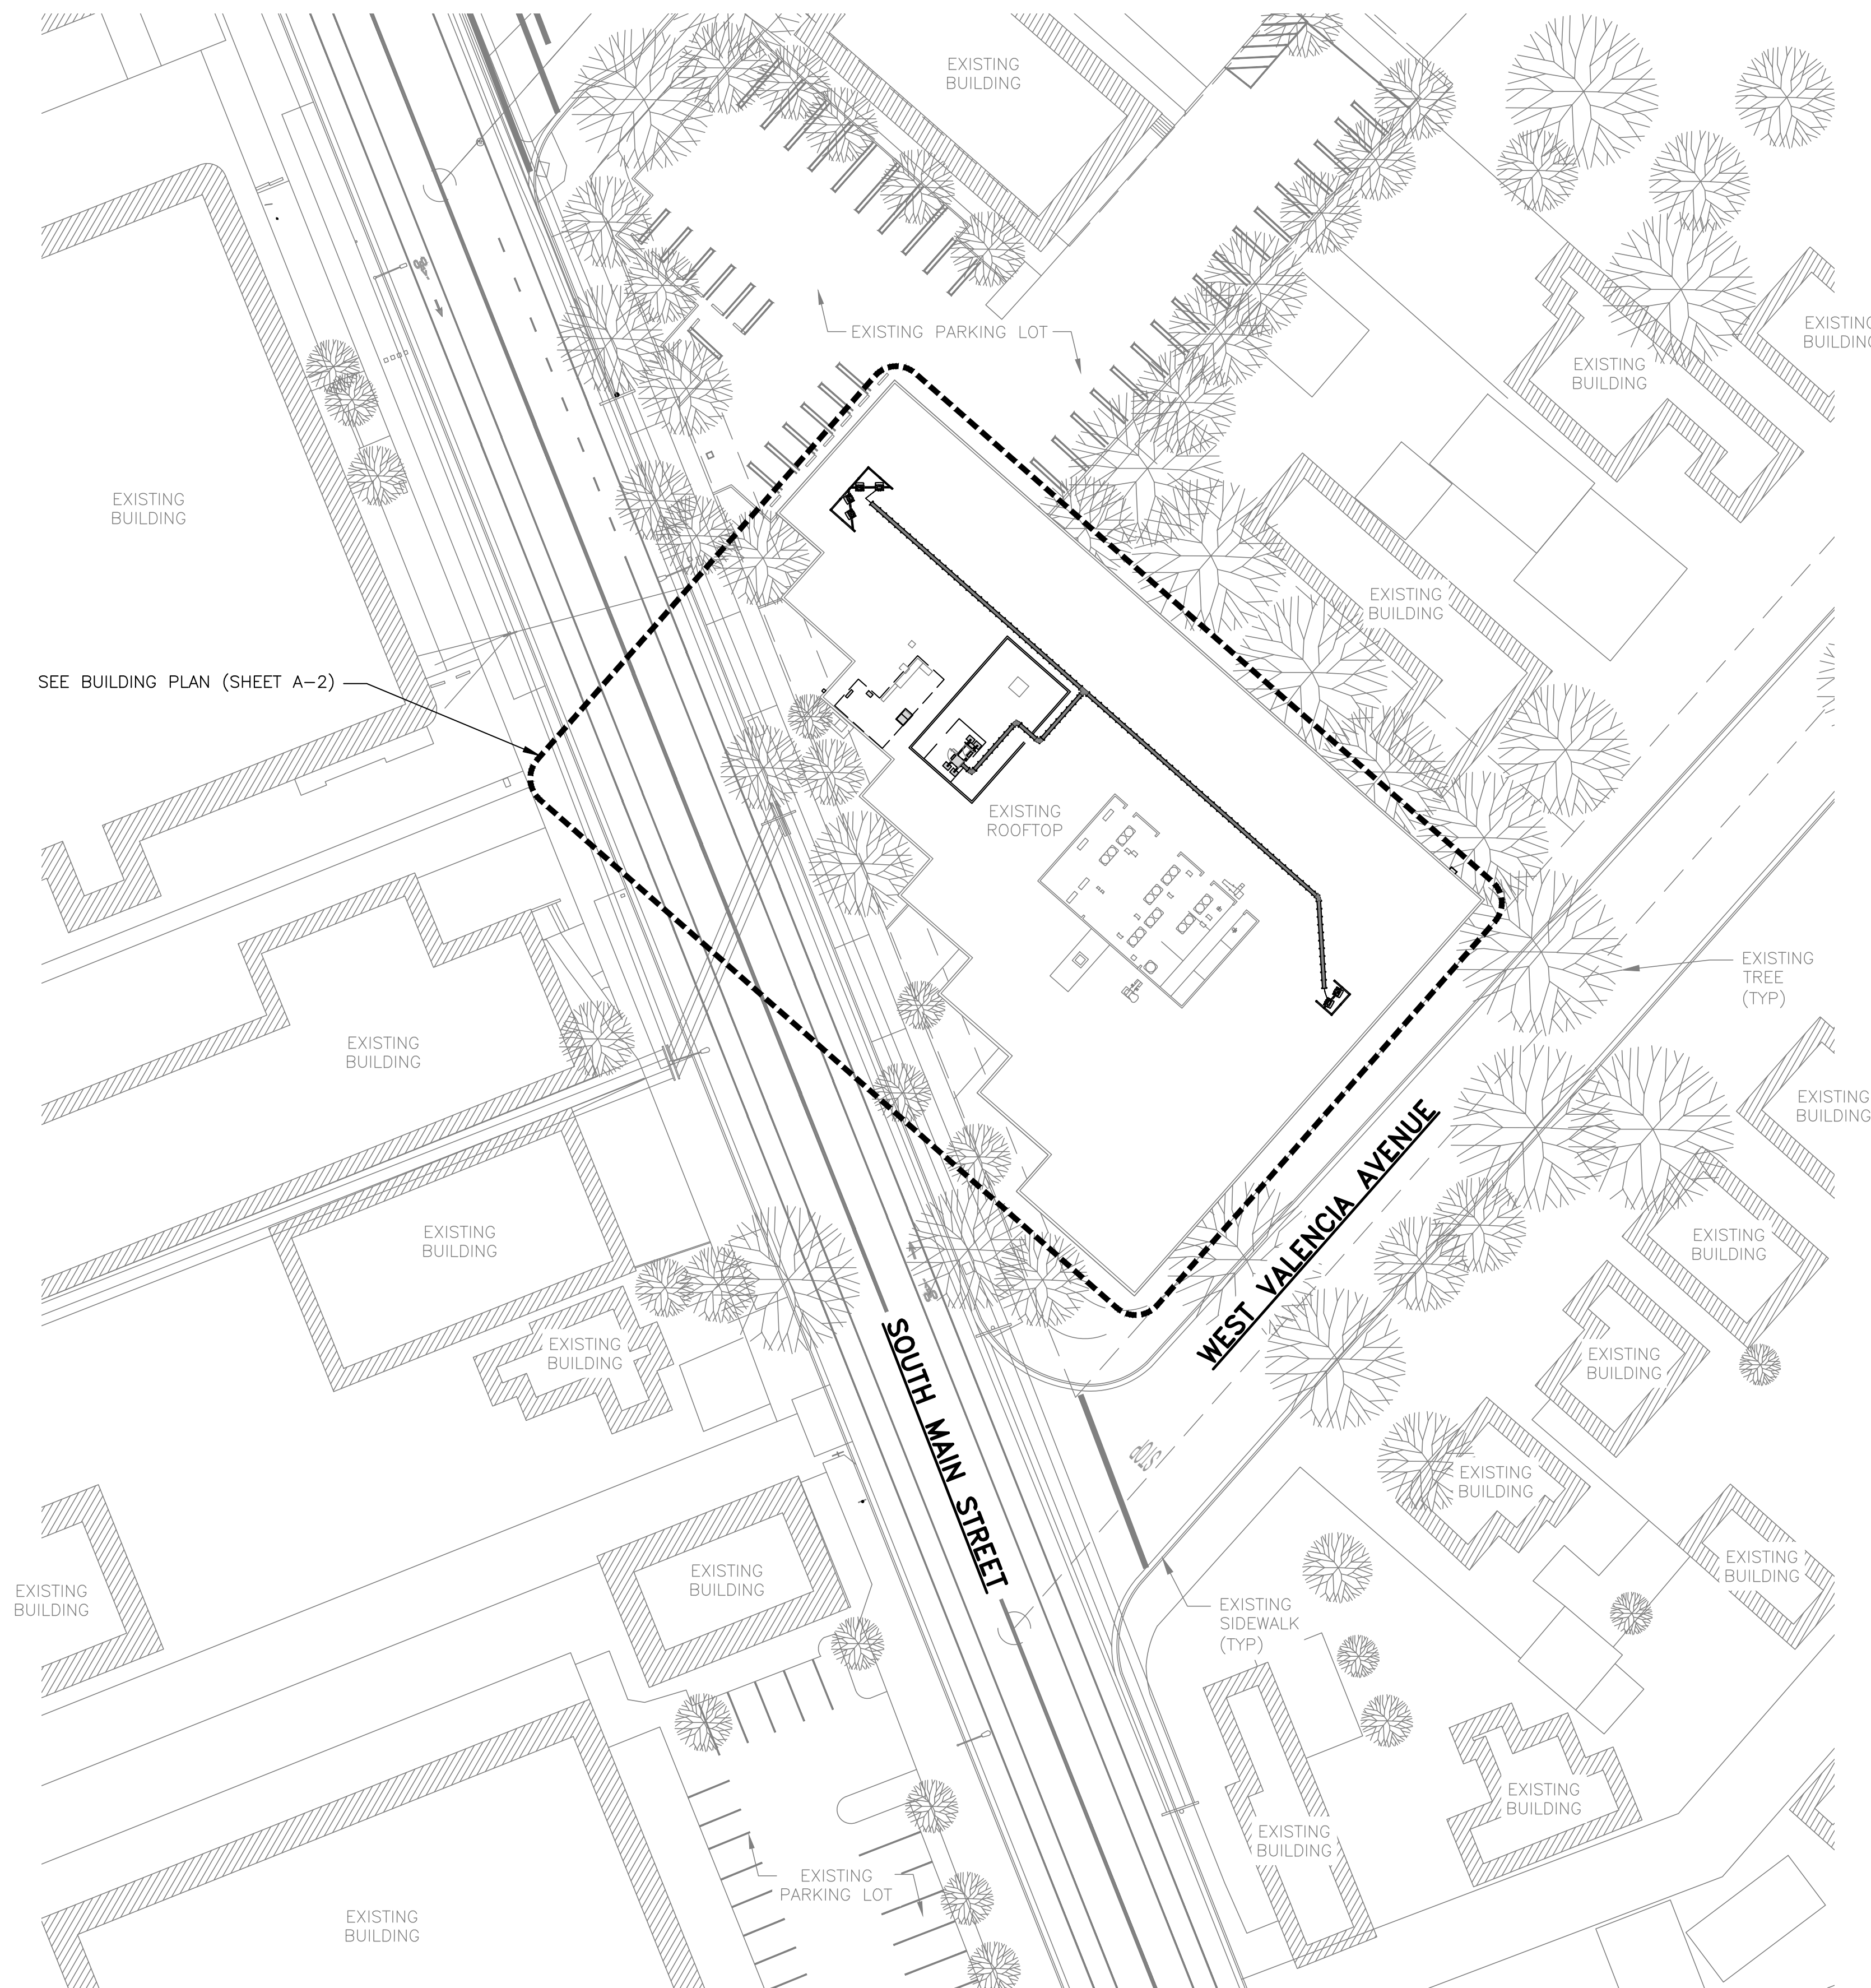 EXISTING
BUILDING
EXISTING PARKING LOT
EXISTING
BUILDING
EXISTING
BUILDING
EXISTING
BUILDING
EXISTING
BUILDING
SEE BUILDING PLAN (SHEET A-2)
EXISTING
ROOFTOP
EXISTING
TREE
(TYP)
EXISTING
BUILDING
EXISTING
BUILDING
WEST VALENCIA AVENUE
EXISTING
BUILDING
EXISTING
BUILDING
EXISTING
BUILDING
EXISTING
BUILDING
SOUTH MAIN STREET
STOP
EXISTING
BUILDING
EXISTING
BUILDING
EXISTING
BUILDING
EXISTING
BUILDING
EXISTING
SIDEWALK
(TYP)
EXISTING
BUILDING
EXISTING
BUILDING
EXISTING
PARKING LOT
EXISTING
BUILDING